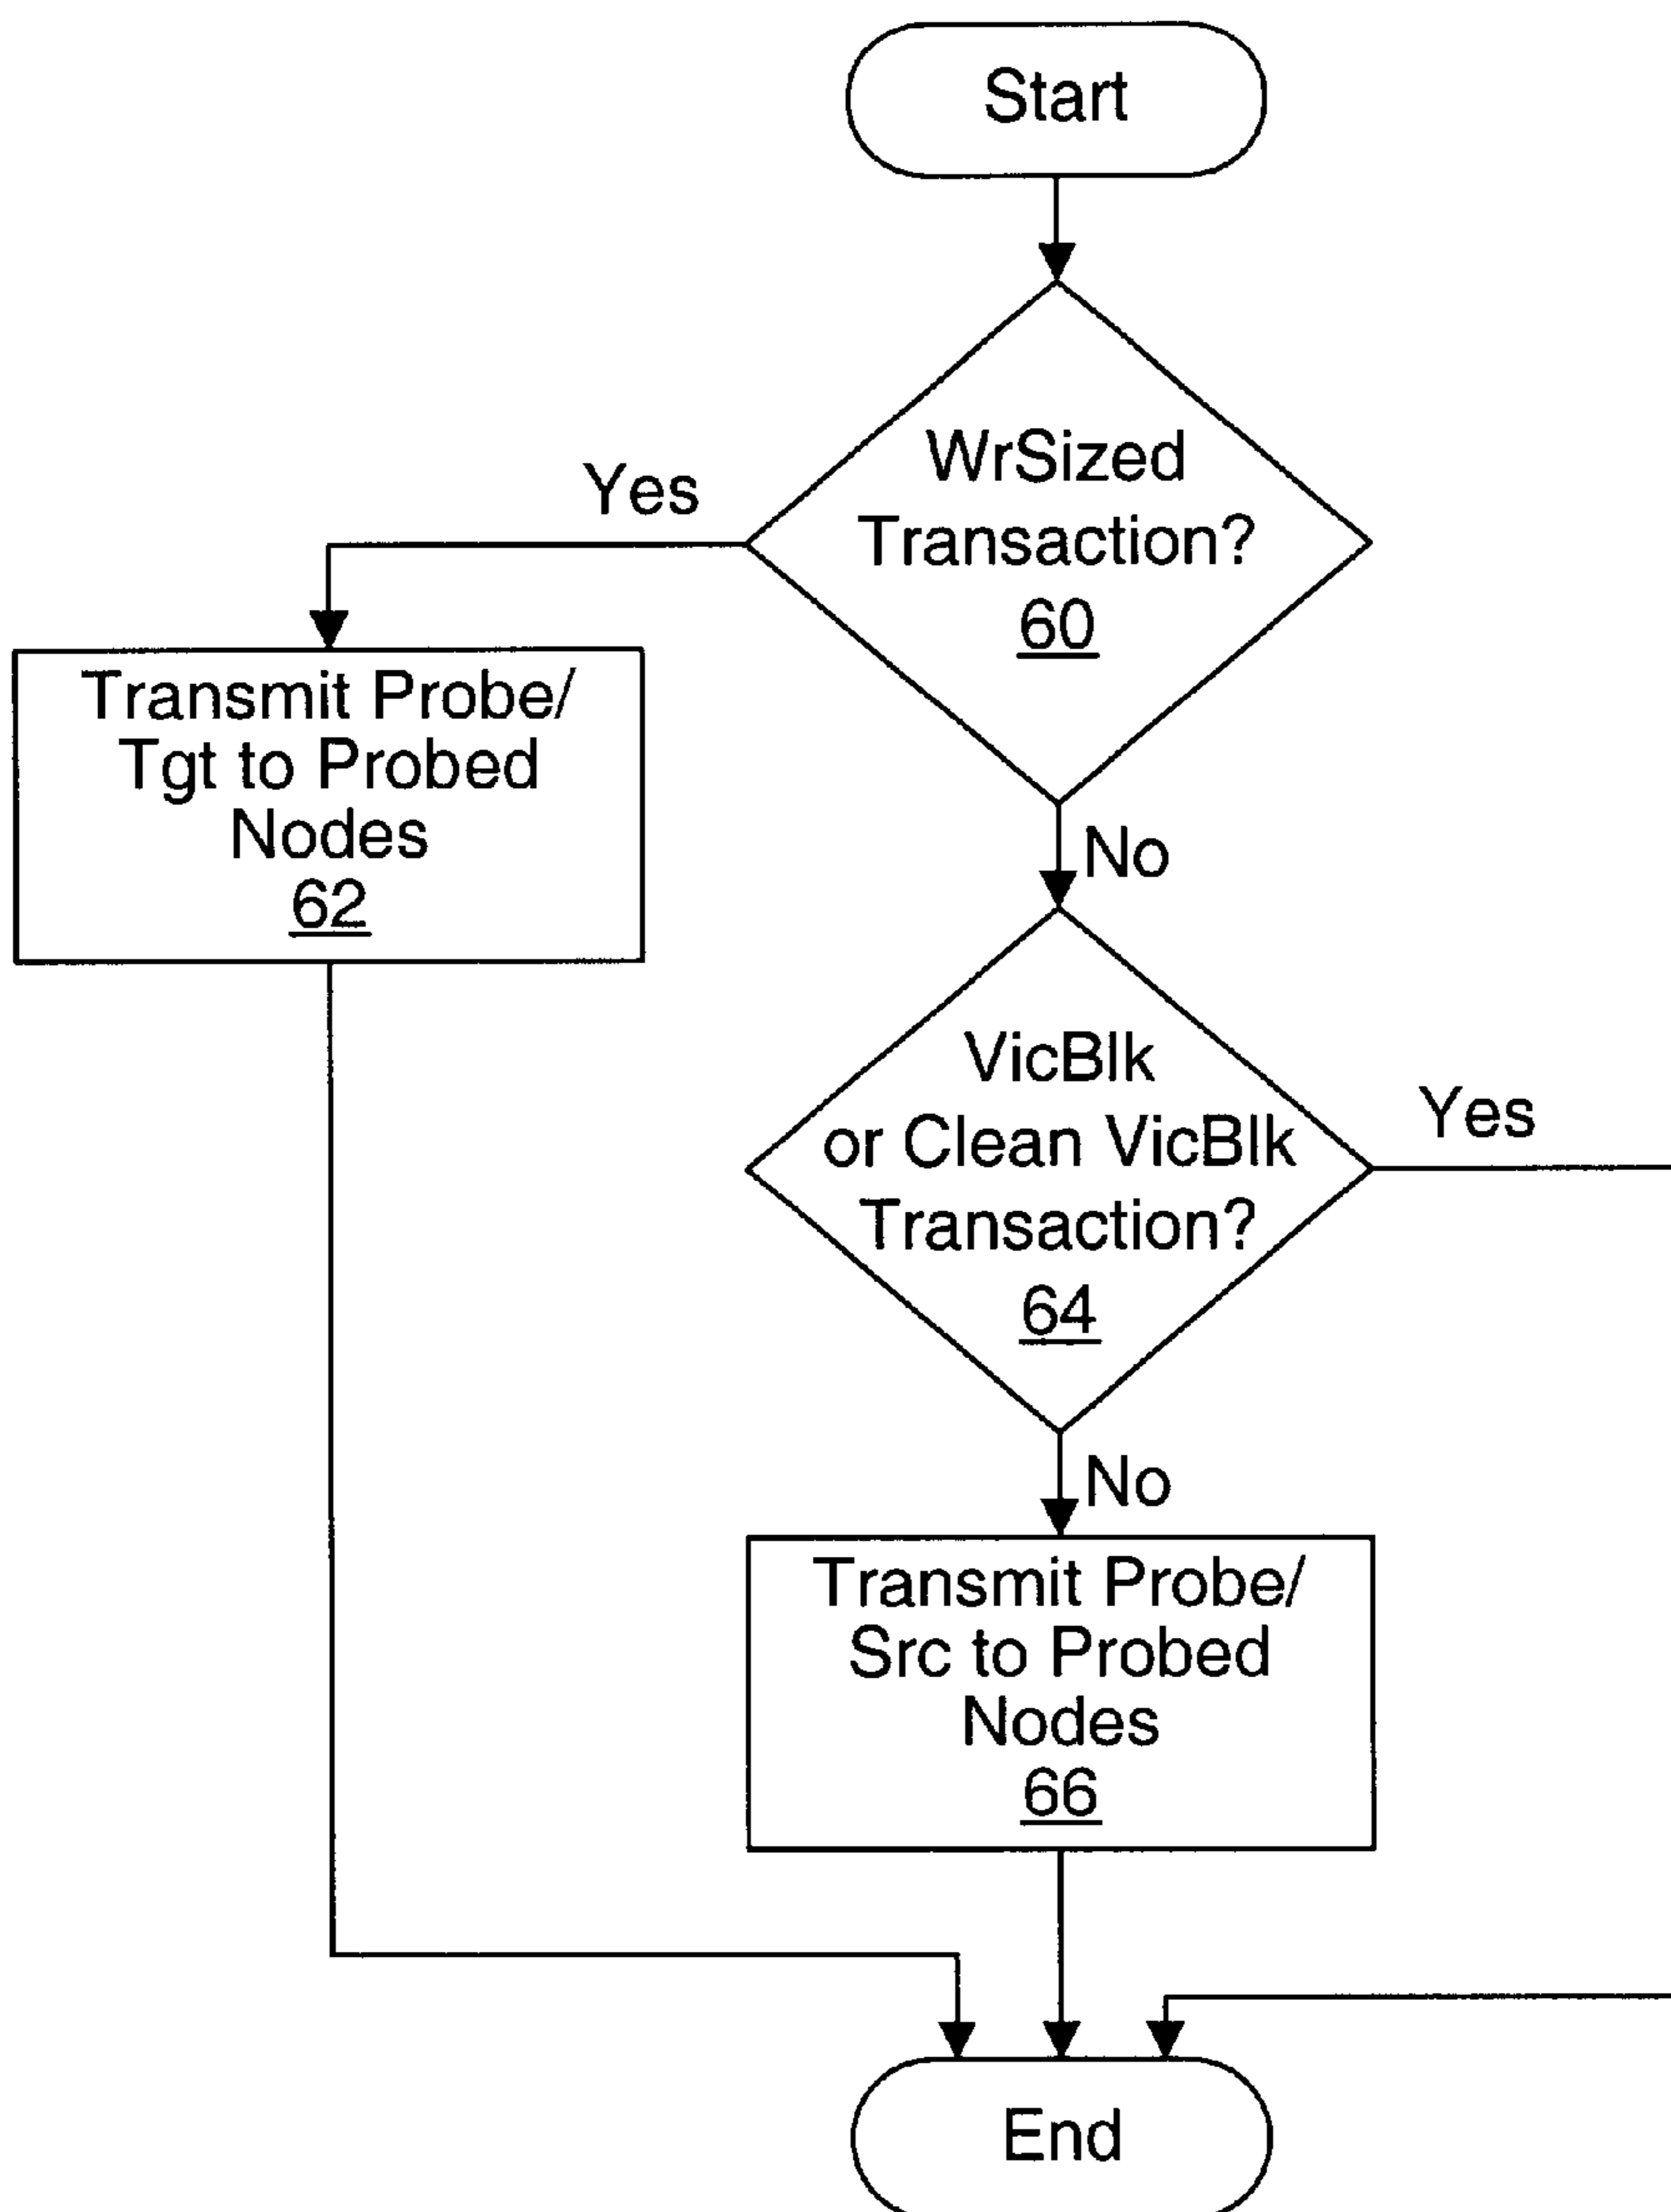 Start
WrSized
Transaction?
60
Yes
Transmit Probe/
Tgt to Probed
Nodes
62
No
VicBlk
or Clean VicBlk
Transaction?
64
Yes
No
Transmit Probe/
Src to Probed
Nodes
66
End